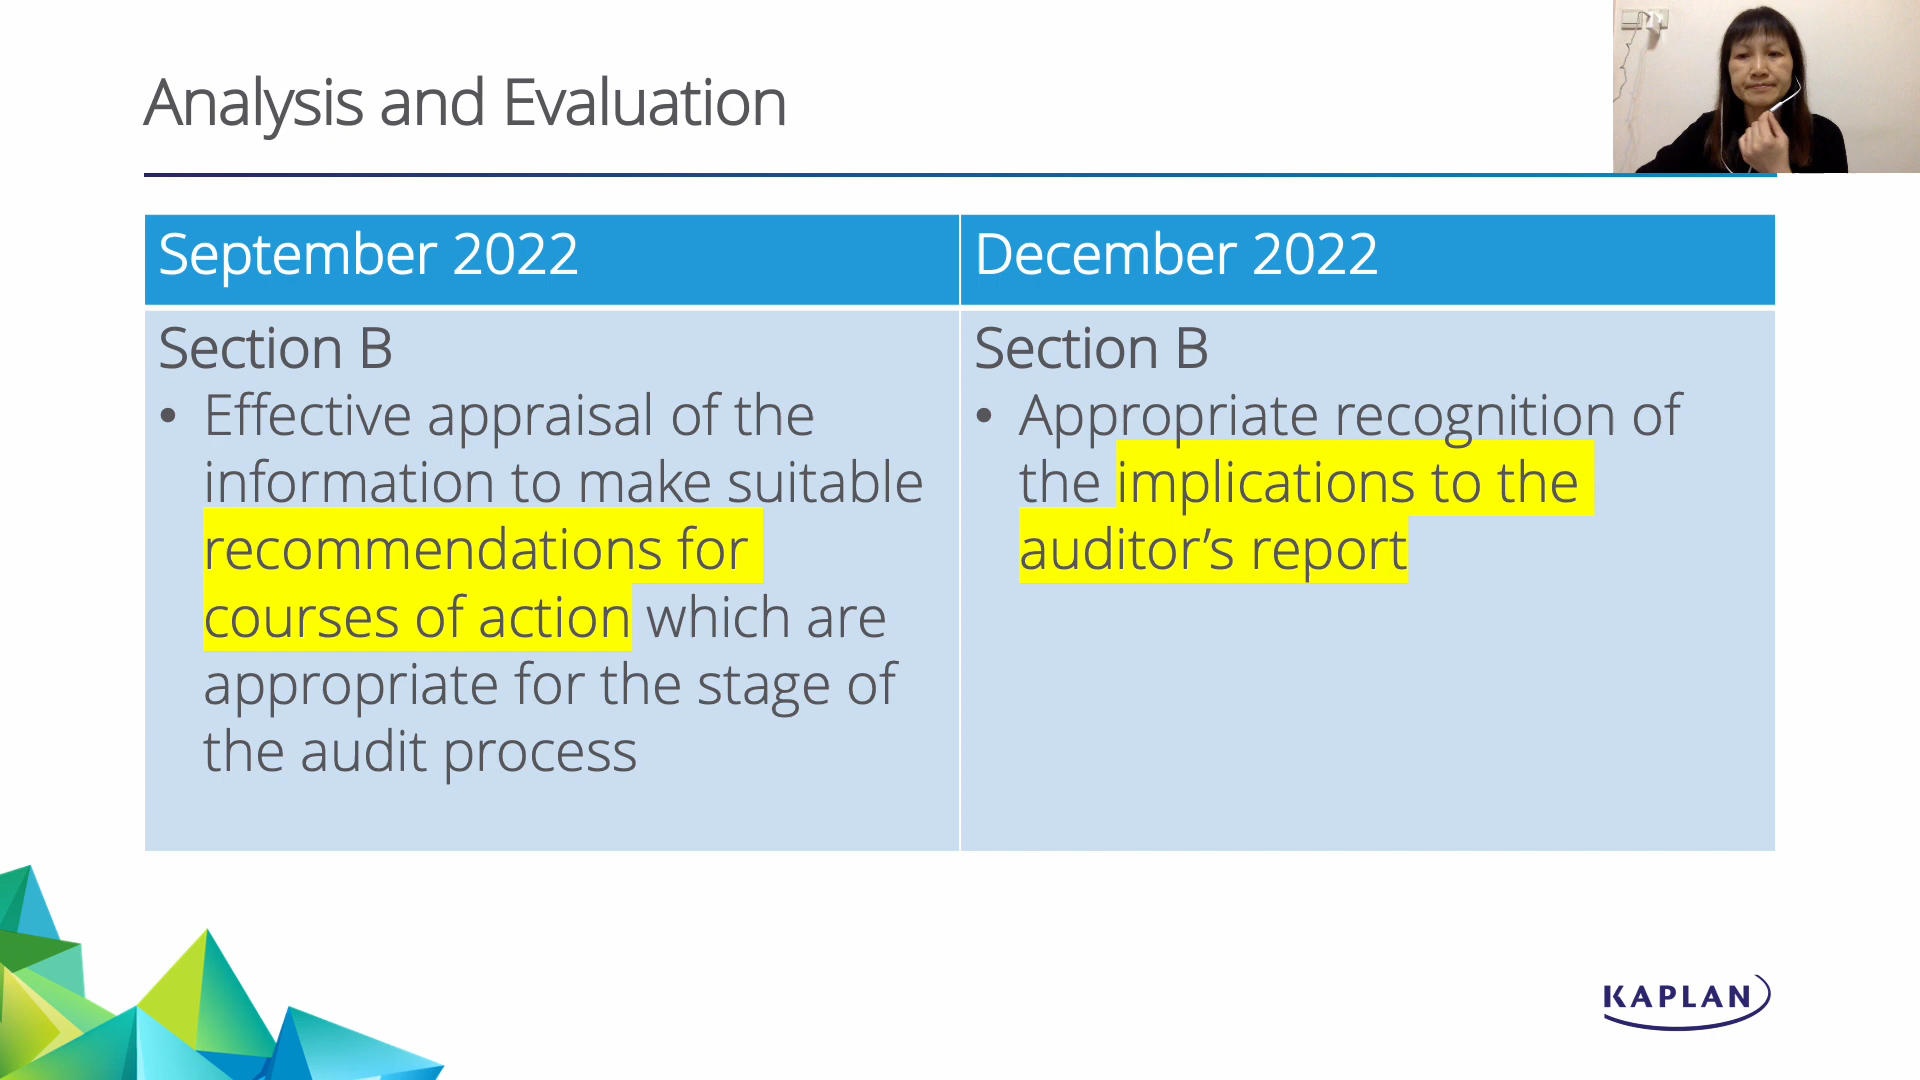 Analysis and Evaluation
September 2022
December 2022
Section B
• Effective appraisal of the
information to make suitable
recommendations for
courses of action which are
appropriate for the stage of
the audit process
Section B
• Appropriate recognition of
the implications to the
auditor’s report
KAPLAN